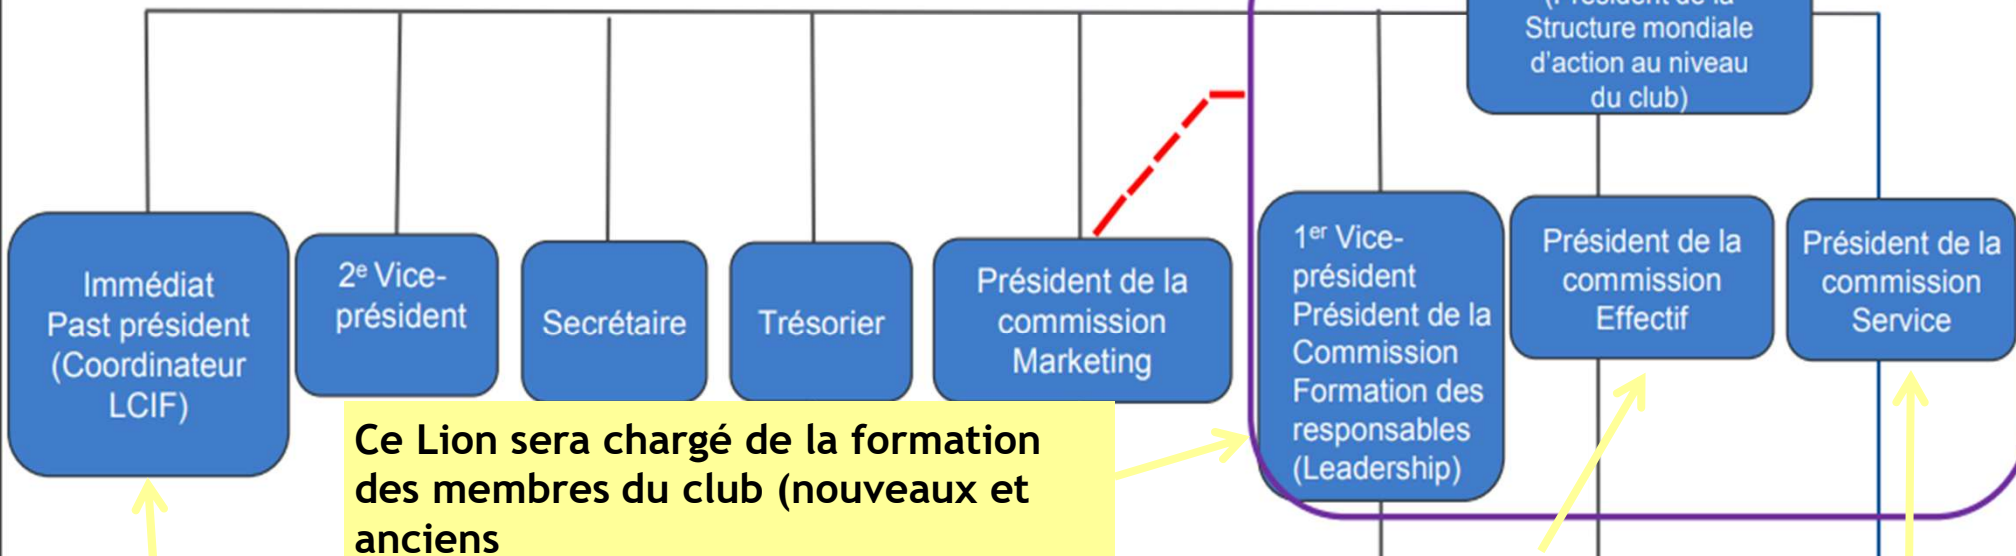 (Président de la
Structure mondiale
d'action au niveau
du club)
Immédiat
Past président
(Coordinateur
LCIF)
2e Vice-
président
Secrétaire
Trésorier
Président de la
commission
Marketing
1er Vice-
président
Président de la
Commission
Formation des
responsables
(Leadership)
Président de la
commission
Effectif
Président de la
commission
Service
Ce Lion sera chargé de la formation
des membres du club (nouveaux et
anciens